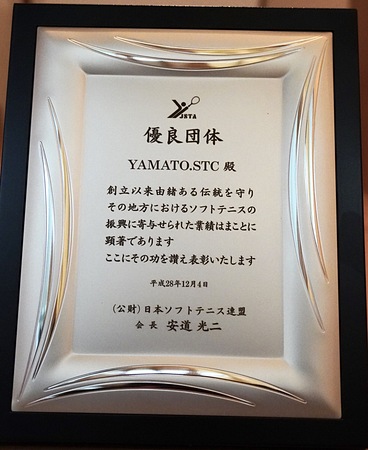 JSTA
優良団体
YAMATO.STC 殿
創立以来由緒ある伝統を守り
その地方におけるソフトテニスの
振興に寄与せられた業績はまことに
顕著であります
ここにその功を讃え表彰いたします
平成28年12月4日
(公財)日本ソフトテニス連盟
会長 安道 光二